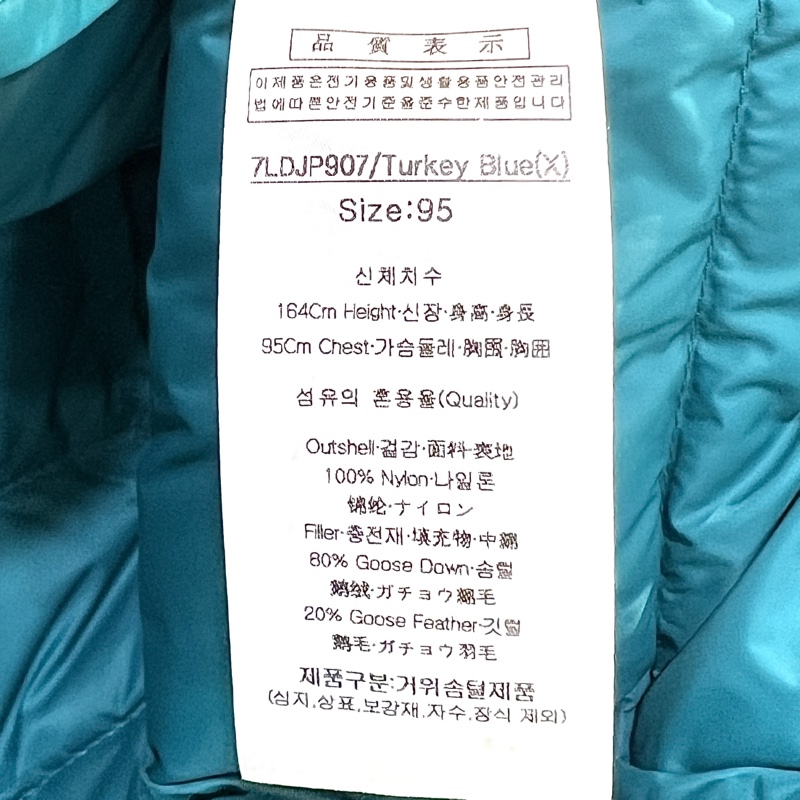 品質表示
이 제품은 전기용품및생활용품안전관리
법에 따른 안전기준을 준수한 제품입니다
7LDJP907/Turkey Blue(X)
Size:95
신체치수
164Cm Height·신장·身高·身長
95Cm Chest·가슴둘레·胸围·胸囲
섬유의 혼용율(Quality)
Outshell·겉감·面料·表地
100% Nylon·나일론
锦纶·ナイロン
Filler·충전재·填充物·中綿
80% Goose Down·솜털
鹅绒·ガチョウ綿毛
20% Goose Feather·깃털
鹅毛·ガチョウ羽毛
제품구분:거위솜털제품
(심지,상표,보강재,자수,장식 제외)